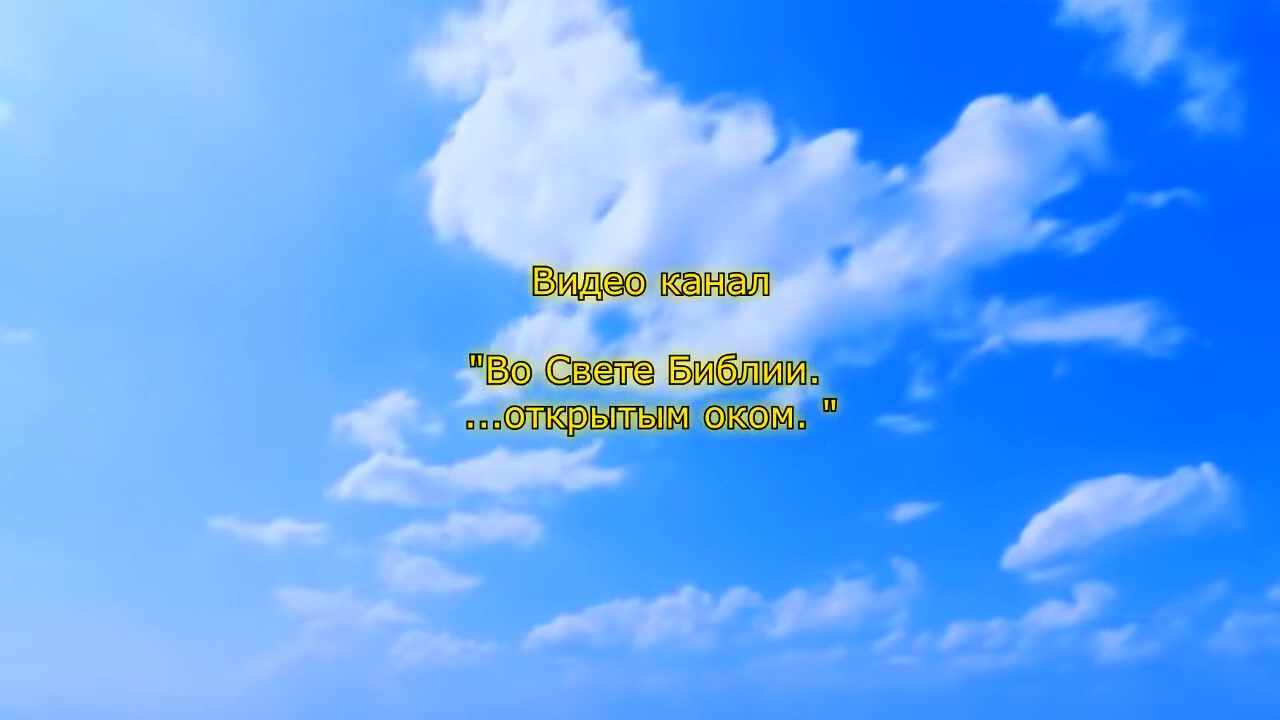 Видео канал
"Во Свете Библии.
...открытым оком. "